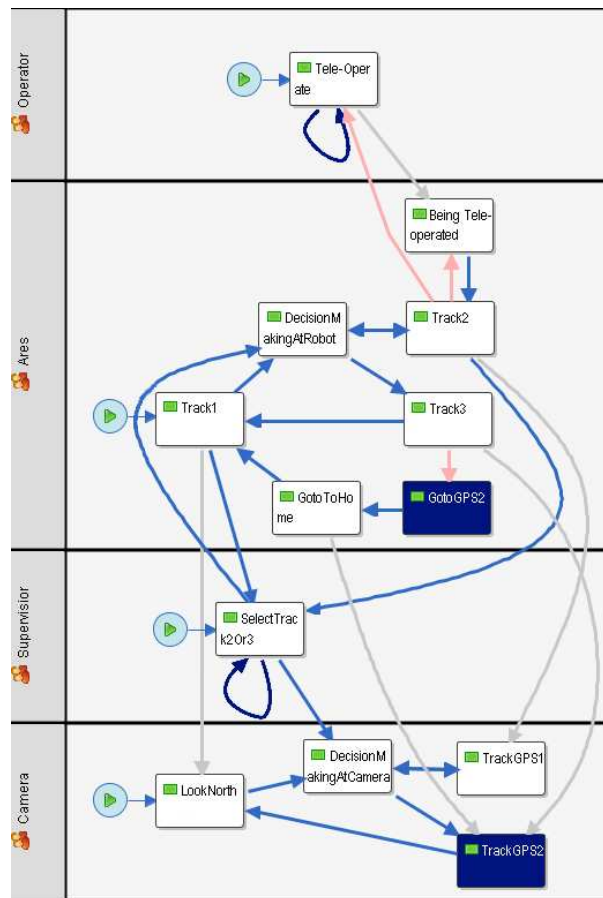 Operator
Tele-Oper
ate
Ares
Being Tele-
operated
DecisionM
akingAtRobot
Track2
Track1
Track3
GotoToHo
me
GotoGPS2
Supervisior
SelectTrac
k2Or3
Camera
DecisionM
akingAtCamera
TrackGPS1
LookNorth
TrackGPS2